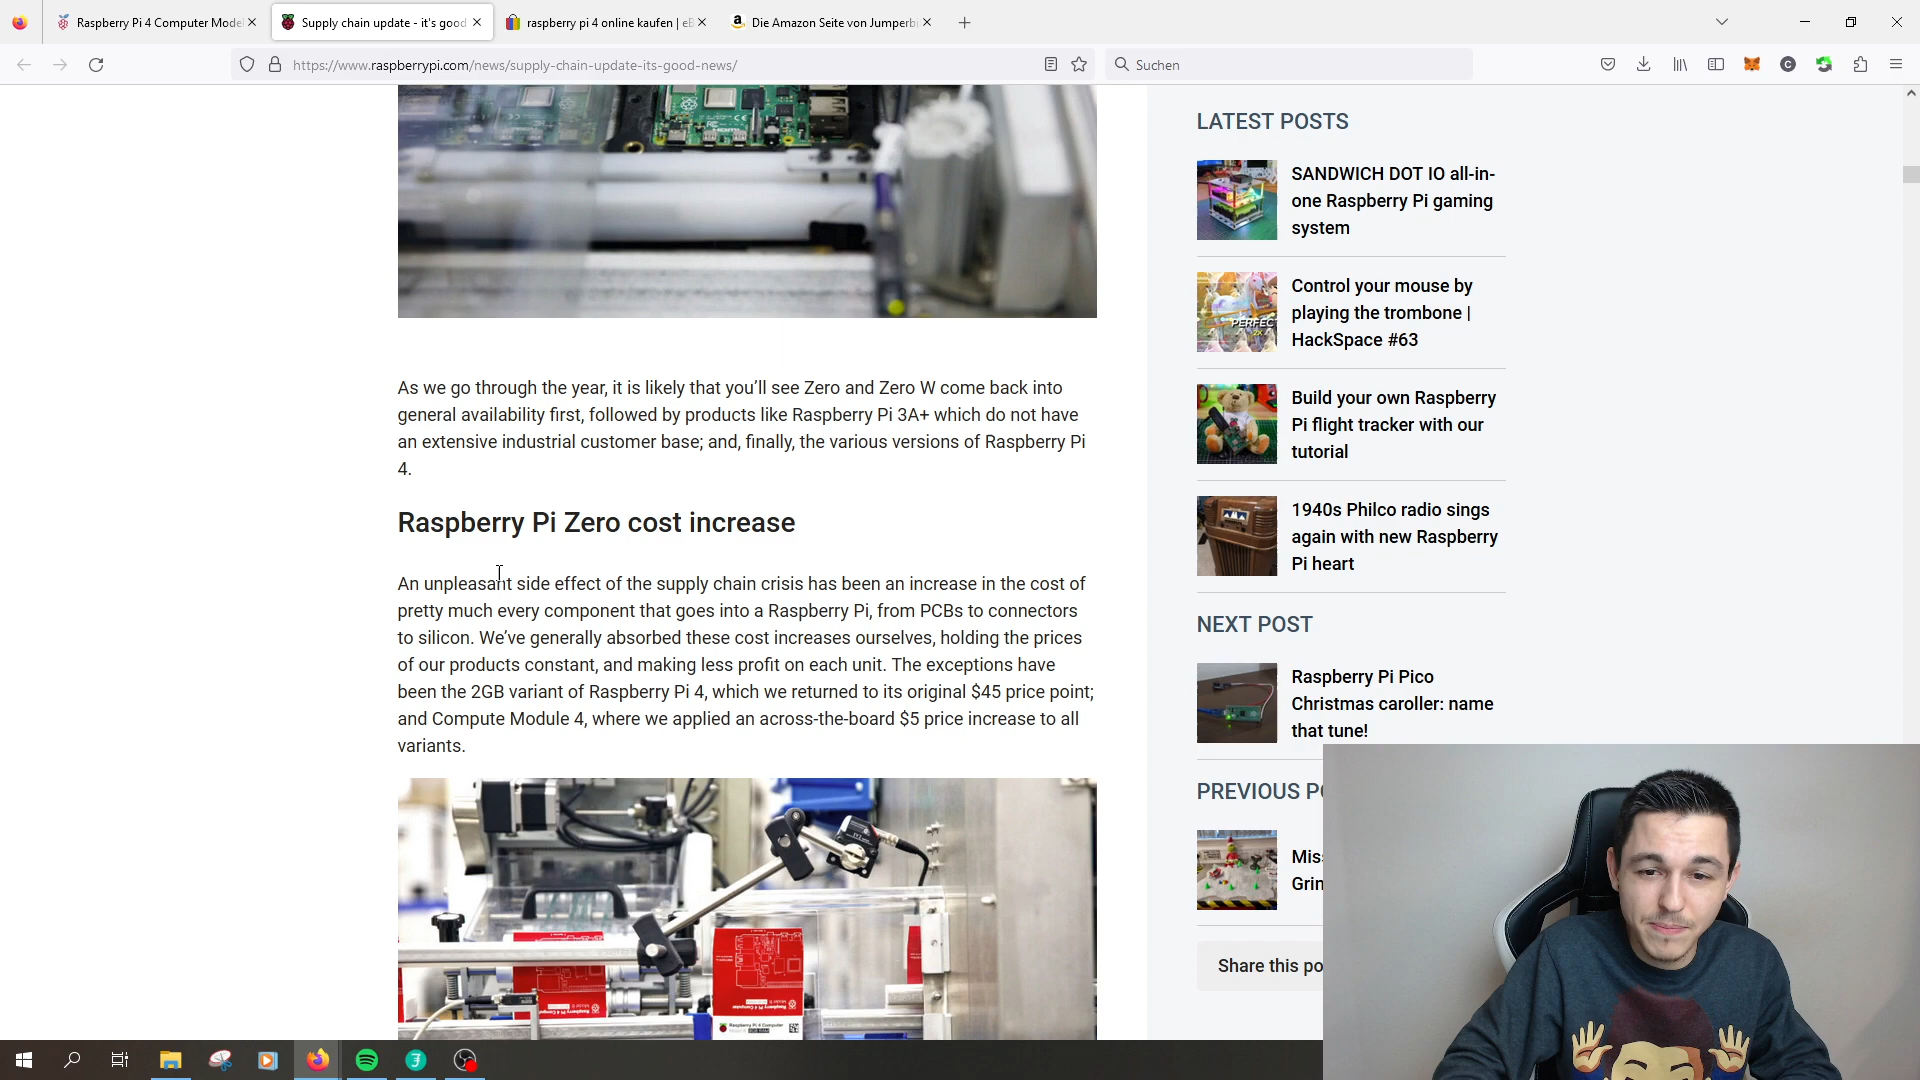 Raspberry Pi 4 Computer Model
Supply chain update - it's good
raspberry pi 4 online kaufen | eB
Die Amazon Seite von Jumperb
https://www.raspberrypi.com/news/supply-chain-update-its-good-news/
Suchen
As we go through the year, it is likely that you'll see Zero and Zero W come back into
general availability first, followed by products like Raspberry Pi 3A+ which do not have
an extensive industrial customer base; and, finally, the various versions of Raspberry Pi
4.
Raspberry Pi Zero cost increase
An unpleasant side effect of the supply chain crisis has been an increase in the cost of
pretty much every component that goes into a Raspberry Pi, from PCBs to connectors
to silicon. We've generally absorbed these cost increases ourselves, holding the prices
of our products constant, and making less profit on each unit. The exceptions have
been the 2GB variant of Raspberry Pi 4, which we returned to its original $45 price point;
and Compute Module 4, where we applied an across-the-board $5 price increase to all
variants.
Raspberry Pi 4 Computer
LATEST POSTS
SANDWICH DOT IO all-in-
one Raspberry Pi gaming
system
PERFECT
Control your mouse by
playing the trombone |
HackSpace #63
Build your own Raspberry
Pi flight tracker with our
tutorial
1940s Philco radio sings
again with new Raspberry
Pi heart
NEXT POST
Raspberry Pi Pico
Christmas caroller: name
that tune!
PREVIOUS PO
Mis
Grin
Share this po